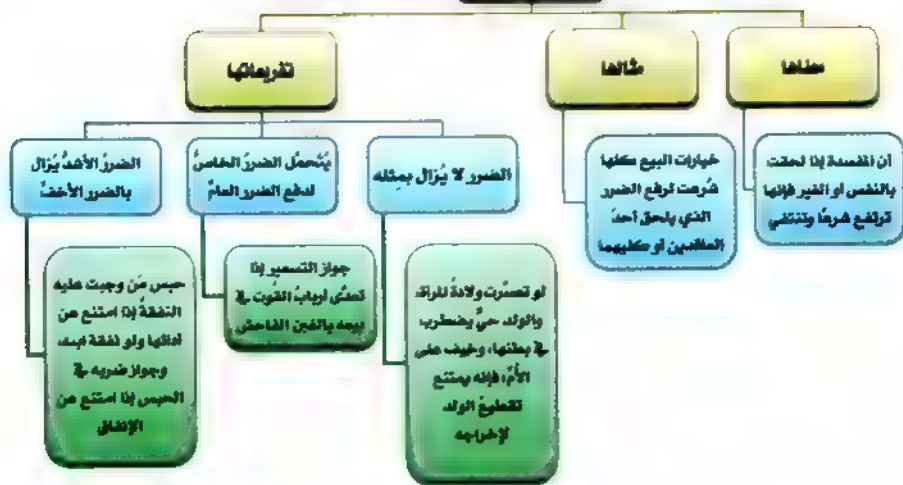 معناها
مثالها
تفريعاتها
أن المفسدة إذا لحقت
بالنفس أو الغير فإنها
ترتفع شرعًا وتنتفي
خيارات البيع كلها
شُرعت لرفع الضرر
الذي يلحق أحدَ
العاقدين أو كليهما
الضرر لا يُزال بمِثله
يُتحملُ الضررُ الخاصُّ
لدفع الضرر العامِّ
الضررُ الأشدُّ يُزال
بالضرر الأخفِّ
لو تعسَّرت ولادةُ المرأة،
والولد حيٌّ يضطرب
في بطنها، وخيف على
الأمِّ؛ فإنه يمتنع
تقطيعُ الولد
لإخراجه
جواز التسعير إذا
تعدَّى أربابُ القُوت في
بيعه بالغبن الفاحش
حبس مَن وجبت عليه
النفقةُ إذا امتنع عن
أدائها ولو نفقة ابنه،
وجواز ضربه في
الحبس إذا امتنع عن
الإنفاق